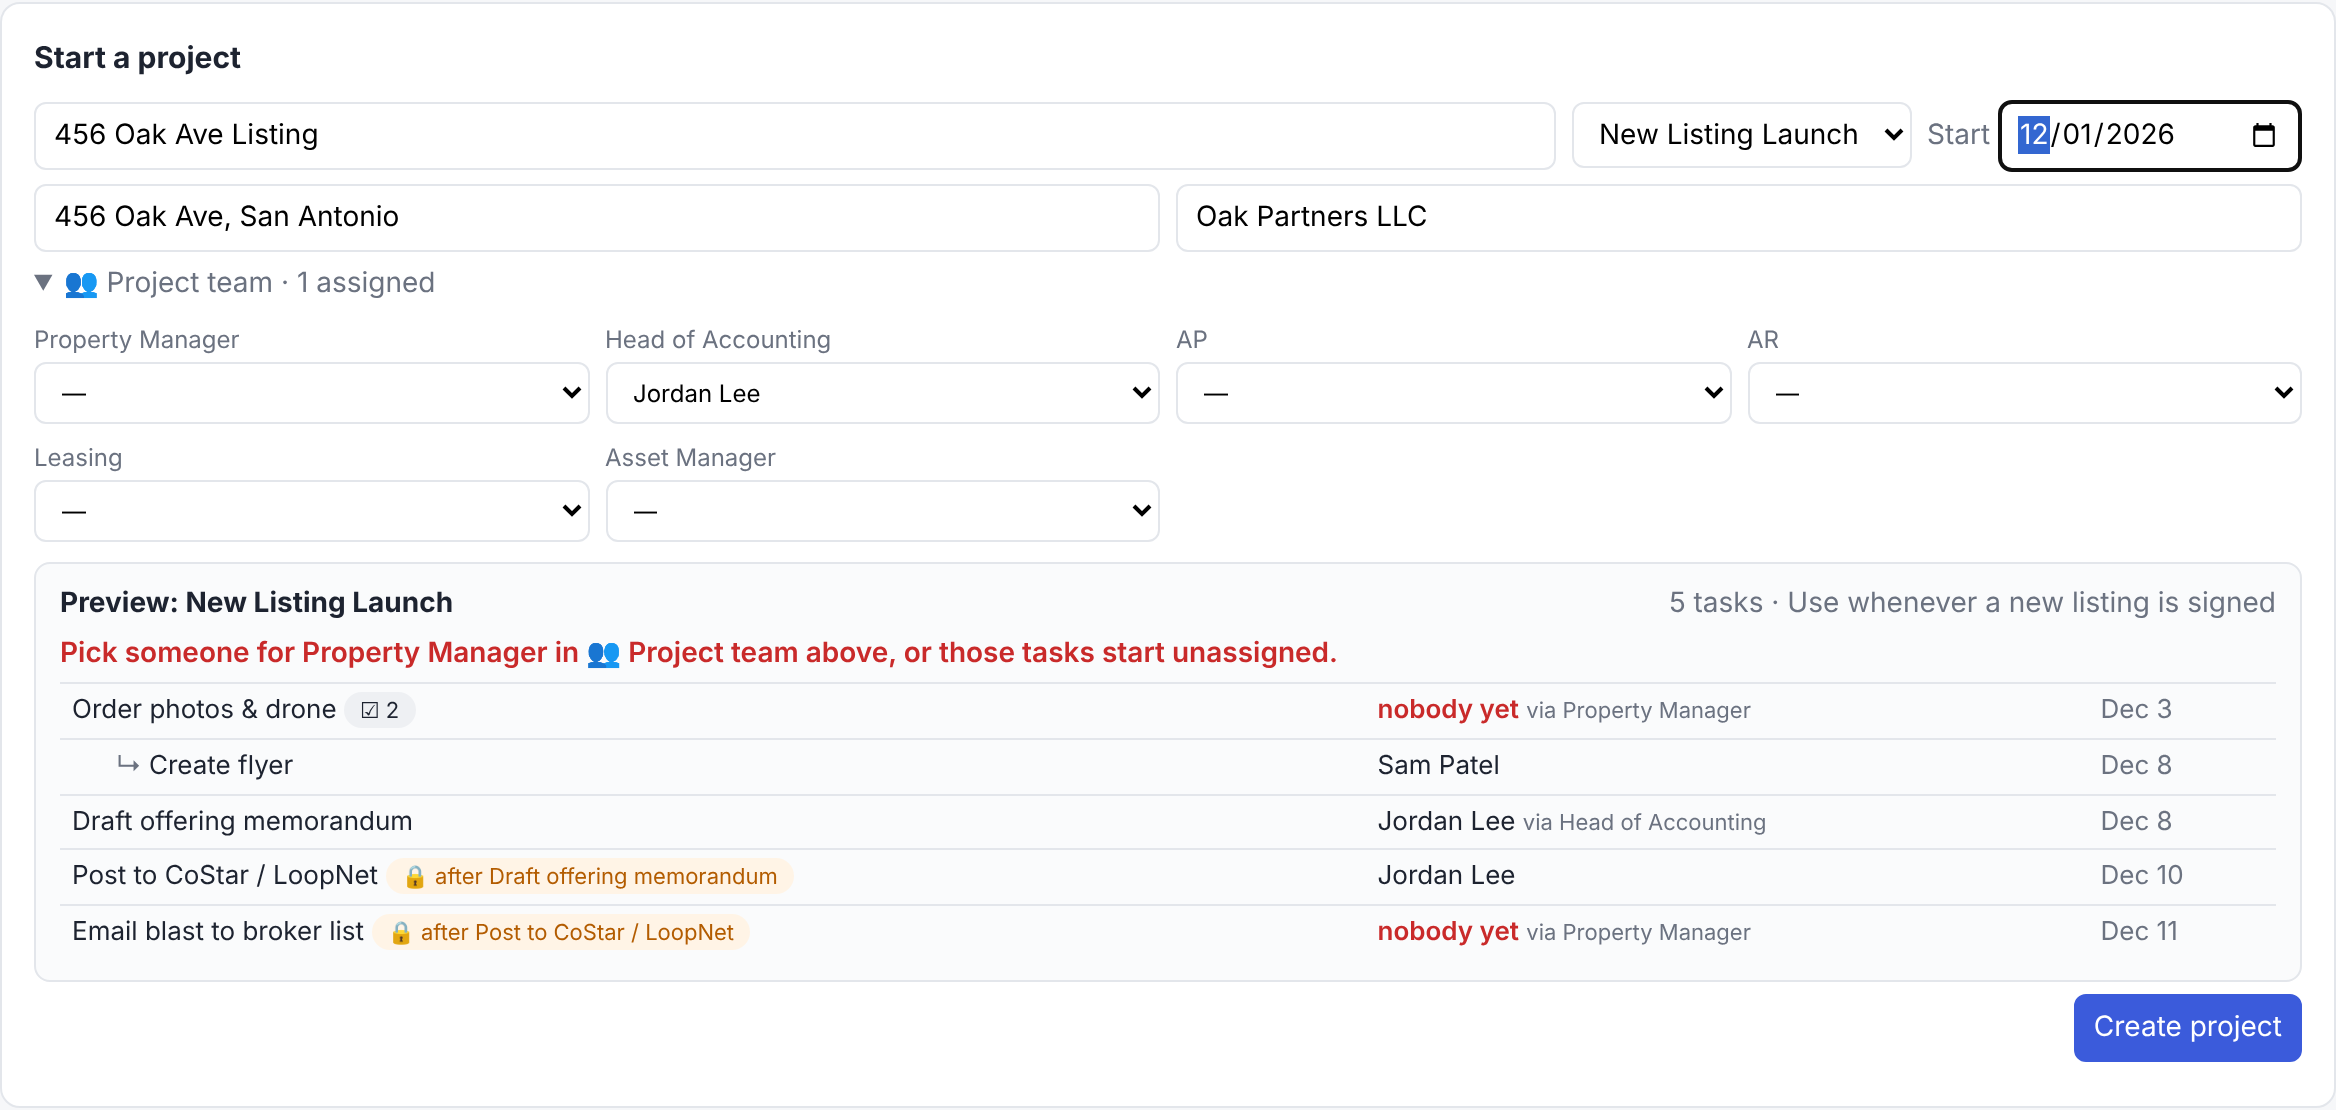 Start a project
456 Oak Ave Listing New Listing Launch Start 12/01/2026
456 Oak Ave, San Antonio Oak Partners LLC
▼ 👥 Project team · 1 assigned
Property Manager Head of Accounting AP AR
— Jordan Lee — —
Leasing Asset Manager
— —
Preview: New Listing Launch 5 tasks · Use whenever a new listing is signed
Pick someone for Property Manager in 👥 Project team above, or those tasks start unassigned.
Order photos & drone ☑ 2 nobody yet via Property Manager Dec 3
↳ Create flyer Sam Patel Dec 8
Draft offering memorandum Jordan Lee via Head of Accounting Dec 8
Post to CoStar / LoopNet 🔒 after Draft offering memorandum Jordan Lee Dec 10
Email blast to broker list 🔒 after Post to CoStar / LoopNet nobody yet via Property Manager Dec 11
Create project